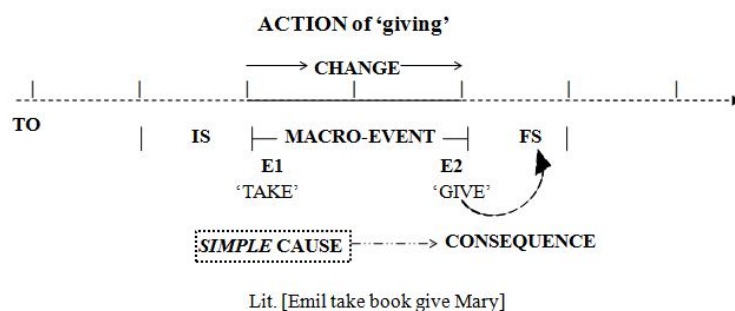 ACTION of ‘giving’
CHANGE
TO
IS MACRO-EVENT FS
E1 E2
‘TAKE’ ‘GIVE’
SIMPLE CAUSE CONSEQUENCE
Lit. [Emil take book give Mary]